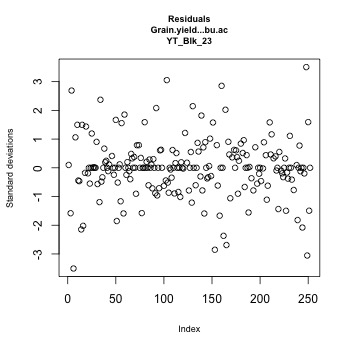 Residuals
Grain.yield...bu.ac
YT_Blk_23
Standard deviations
3
2
1
0
-1
-2
-3
0
50
100
150
200
250
Index